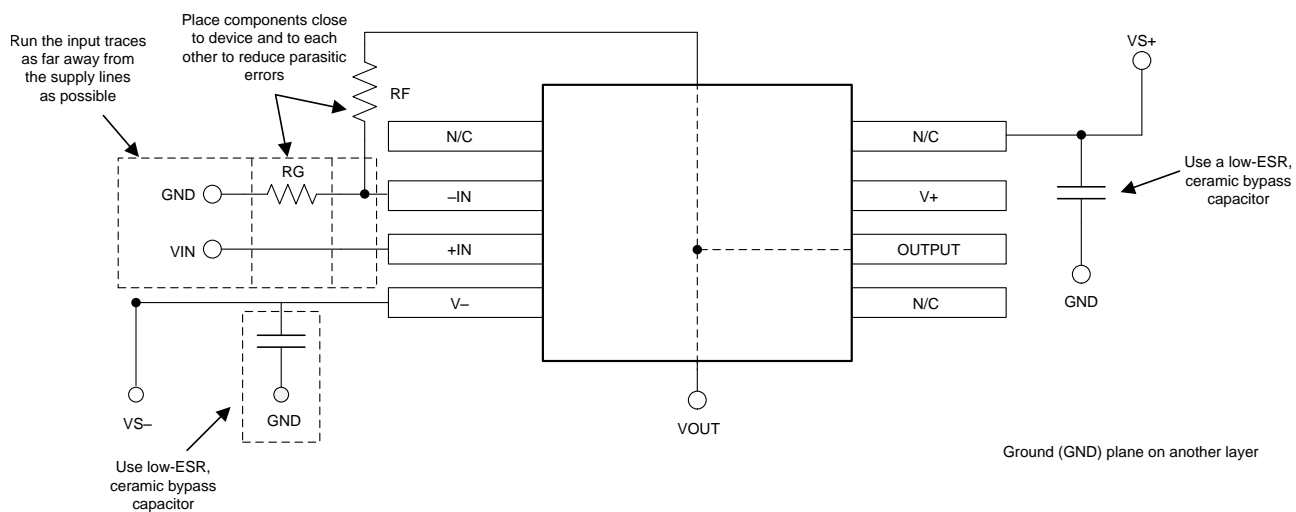 Place components close
to device and to each
other to reduce parasitic
errors
Run the input traces
as far away from
the supply lines
as possible
VS+
RF
N/C
N/C
Use a low-ESR,
ceramic bypass
capacitor
RG
GND
–IN
V+
VIN
+IN
OUTPUT
V–
N/C
GND
VS–
GND
VOUT
Use low-ESR,
ceramic bypass
capacitor
Ground (GND) plane on another layer